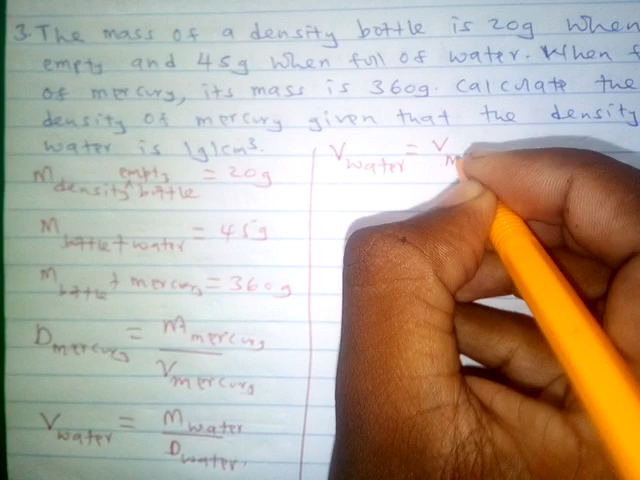 3. The mass of a density bottle is 20g when
empty and 45g when full of water. When f
of mercury, its mass is 360g. Calculate the
density of mercury given that the density
water is 1g/cm³.
M empty density bottle = 20g
M bottle + water = 45g
M bottle + mercury = 360g
D mercury = M mercury / V mercury
V water = M water / D water.
V water = V m